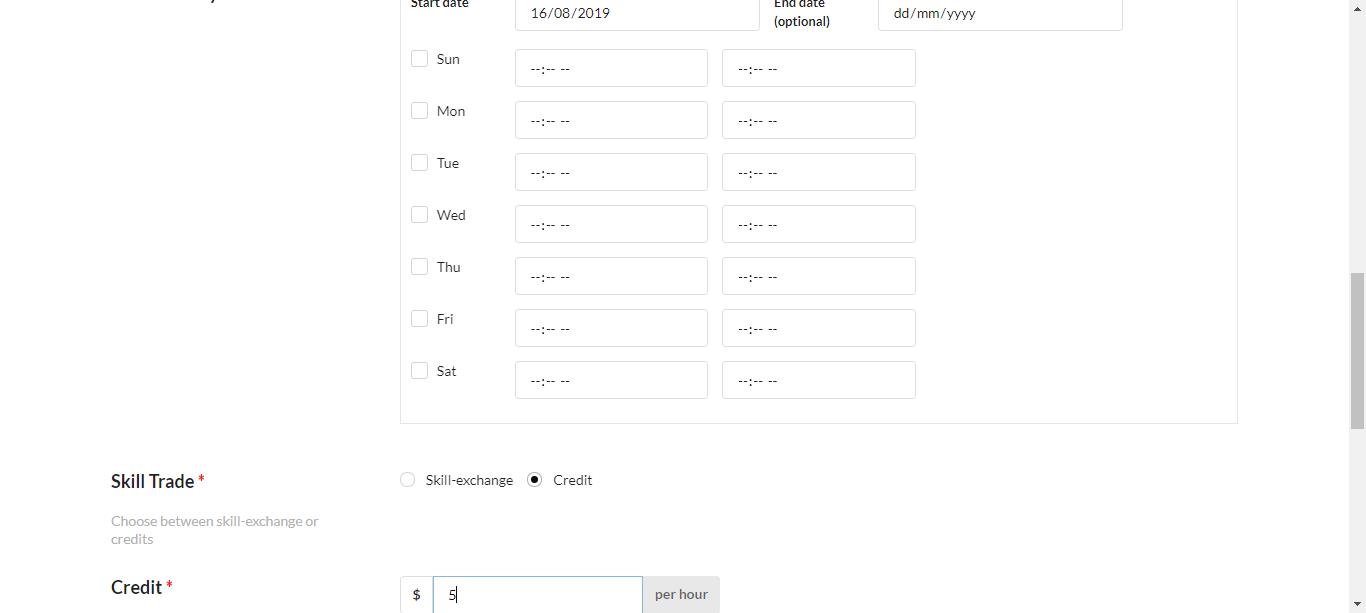 Start date 16/08/2019 End date dd/mm/yyyy
(optional)
Sun --:-- -- --:-- --
Mon --:-- -- --:-- --
Tue --:-- -- --:-- --
Wed --:-- -- --:-- --
Thu --:-- -- --:-- --
Fri --:-- -- --:-- --
Sat --:-- -- --:-- --
Skill Trade * Skill-exchange Credit
Choose between skill-exchange or
credits
Credit * $ 5 per hour